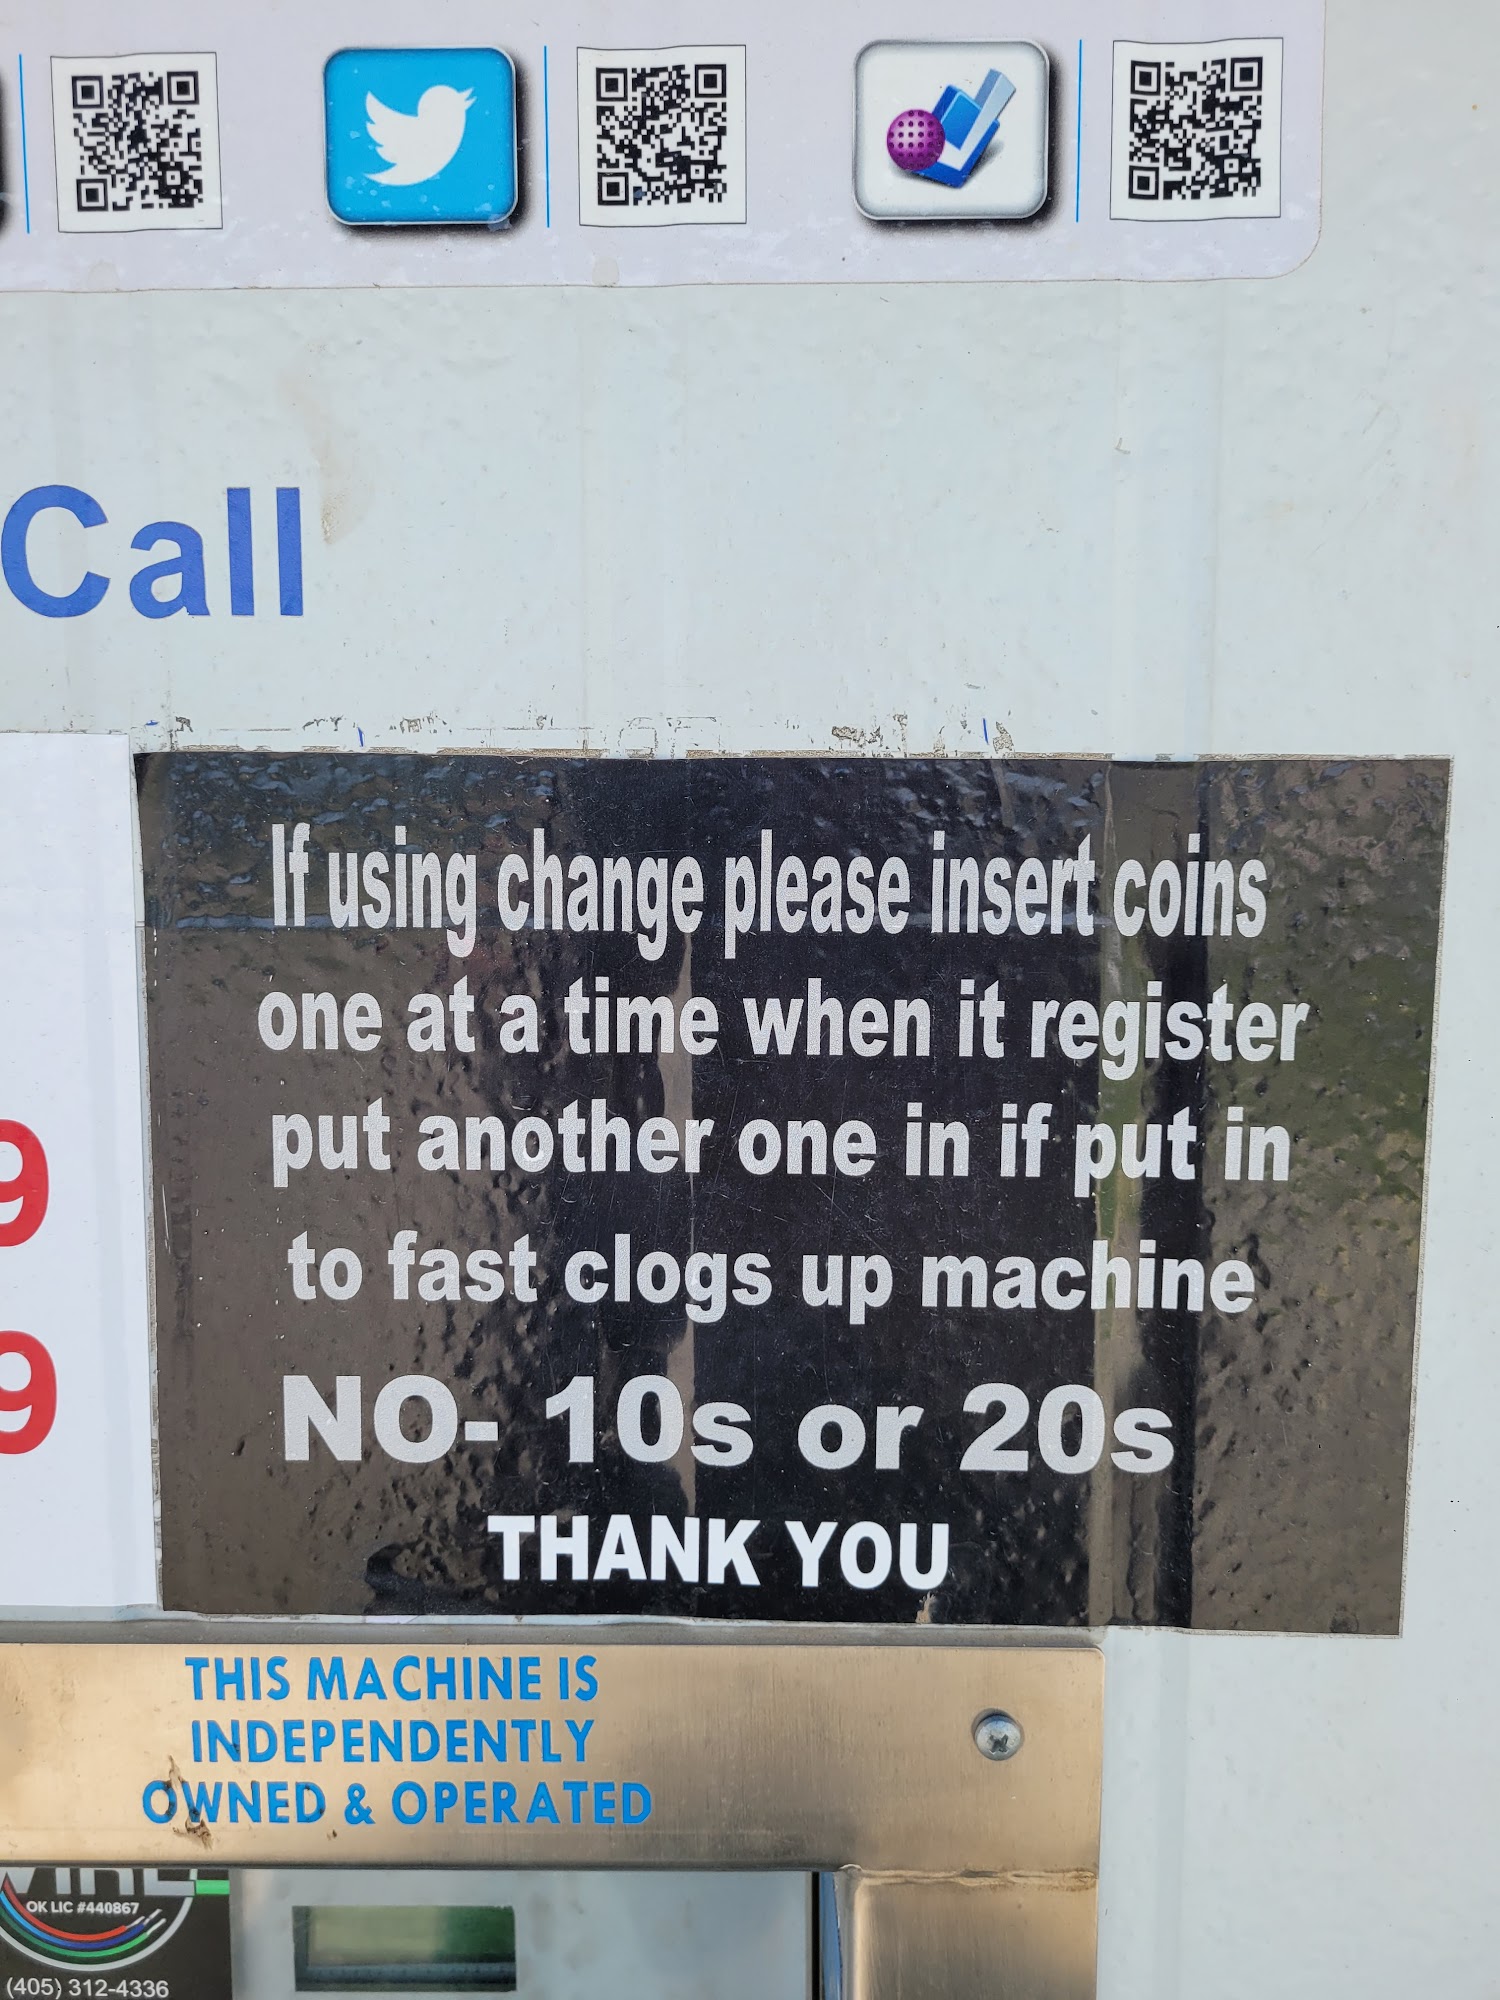 Call
9
9
If using change please insert coins
one at a time when it register
put another one in if put in
to fast clogs up machine
NO- 10s or 20s
THANK YOU
THIS MACHINE IS
INDEPENDENTLY
OWNED & OPERATED
OK LIC #440867
(405) 312-4336